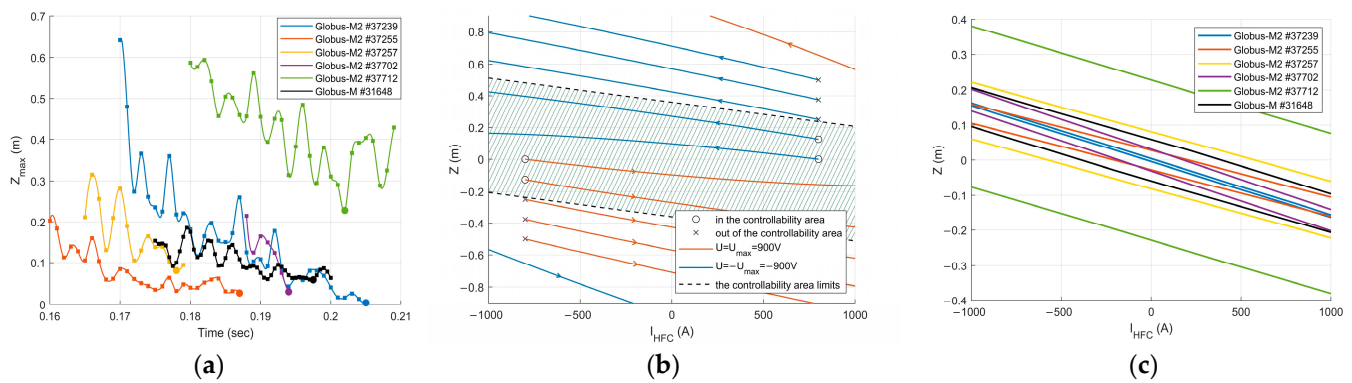 0.7
0.6
0.5
0.4
0.3
0.2
0.1
0
Z_max (m)
0.16 0.17 0.18 0.19 0.2 0.21
Time (sec)
Globus-M2 #37239
Globus-M2 #37255
Globus-M2 #37257
Globus-M2 #37702
Globus-M2 #37712
Globus-M #31648
(a)
0.8
0.6
0.4
0.2
0
−0.2
−0.4
−0.6
−0.8
Z (m)
−1000 −500 0 500 1000
I_HFC (A)
in the controllability area
out of the controllability area
U=U_max=900V
U=−U_max=−900V
the controllability area limits
(b)
0.4
0.3
0.2
0.1
0
−0.1
−0.2
−0.3
−0.4
Z (m)
−1000 −500 0 500 1000
I_HFC (A)
Globus-M2 #37239
Globus-M2 #37255
Globus-M2 #37257
Globus-M2 #37702
Globus-M2 #37712
Globus-M #31648
(c)